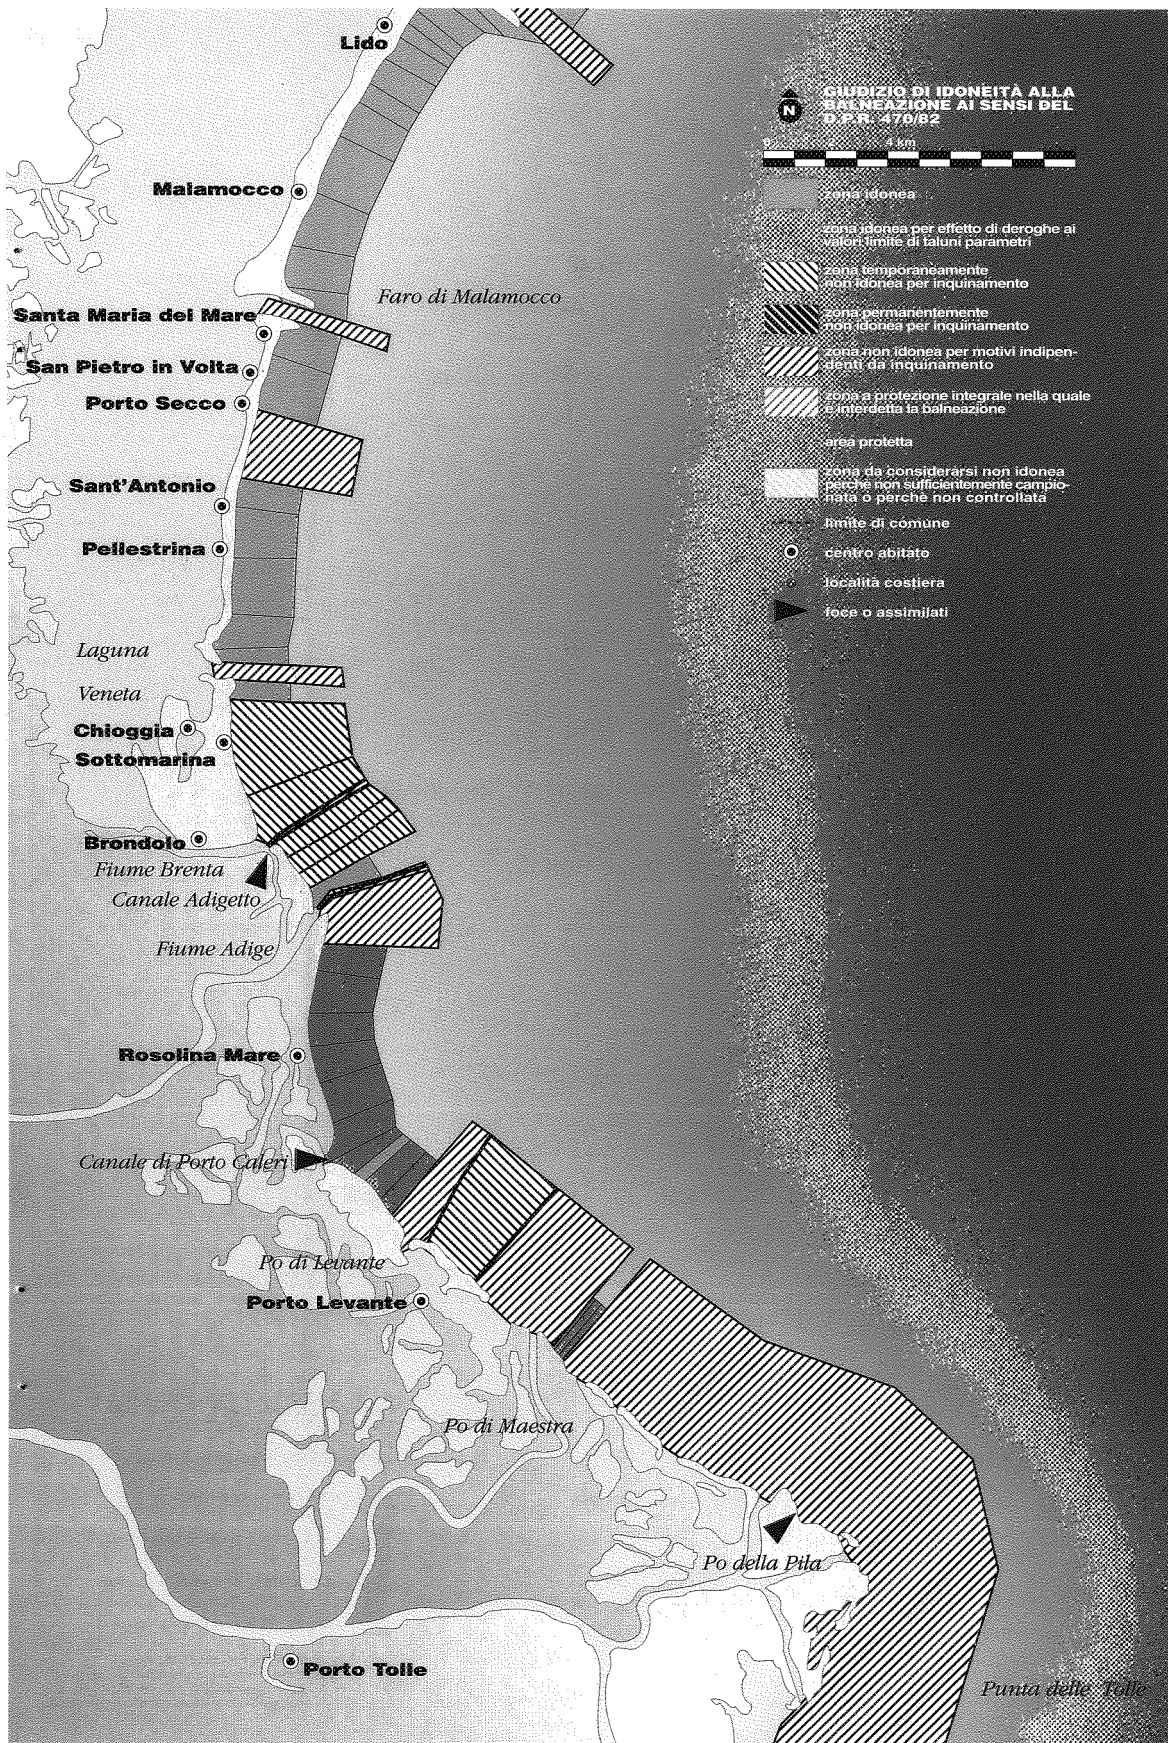 Lido
GIUDIZIO DI IDONEITÀ ALLA
BALNEAZIONE AI SENSI DEL
D.P.R. 470/82
N
0 2 4 km
Malamocco
zona idonea
zona idonea per effetto di deroghe ai
valori limite di taluni parametri
zona temporaneamente
non idonea per inquinamento
zona permanentemente
non idonea per inquinamento
zona non idonea per motivi indipen-
denti da inquinamento
zona a protezione integrale nella quale
è interdetta la balneazione
area protetta
zona da considerarsi non idonea
perchè non sufficientemente campio-
nata o perchè non controllata
limite di comune
centro abitato
località costiera
foce o assimilati
Faro di Malamocco
Santa Maria del Mare
San Pietro in Volta
Porto Secco
Sant'Antonio
Pellestrina
Laguna
Veneta
Chioggia
Sottomarina
Brondolo
Fiume Brenta
Canale Adigetto
Fiume Adige
Rosolina Mare
Canale di Porto Caleri
Po di Levante
Porto Levante
Po di Maestra
Po della Pila
Porto Tolle
Punta delle Tolle